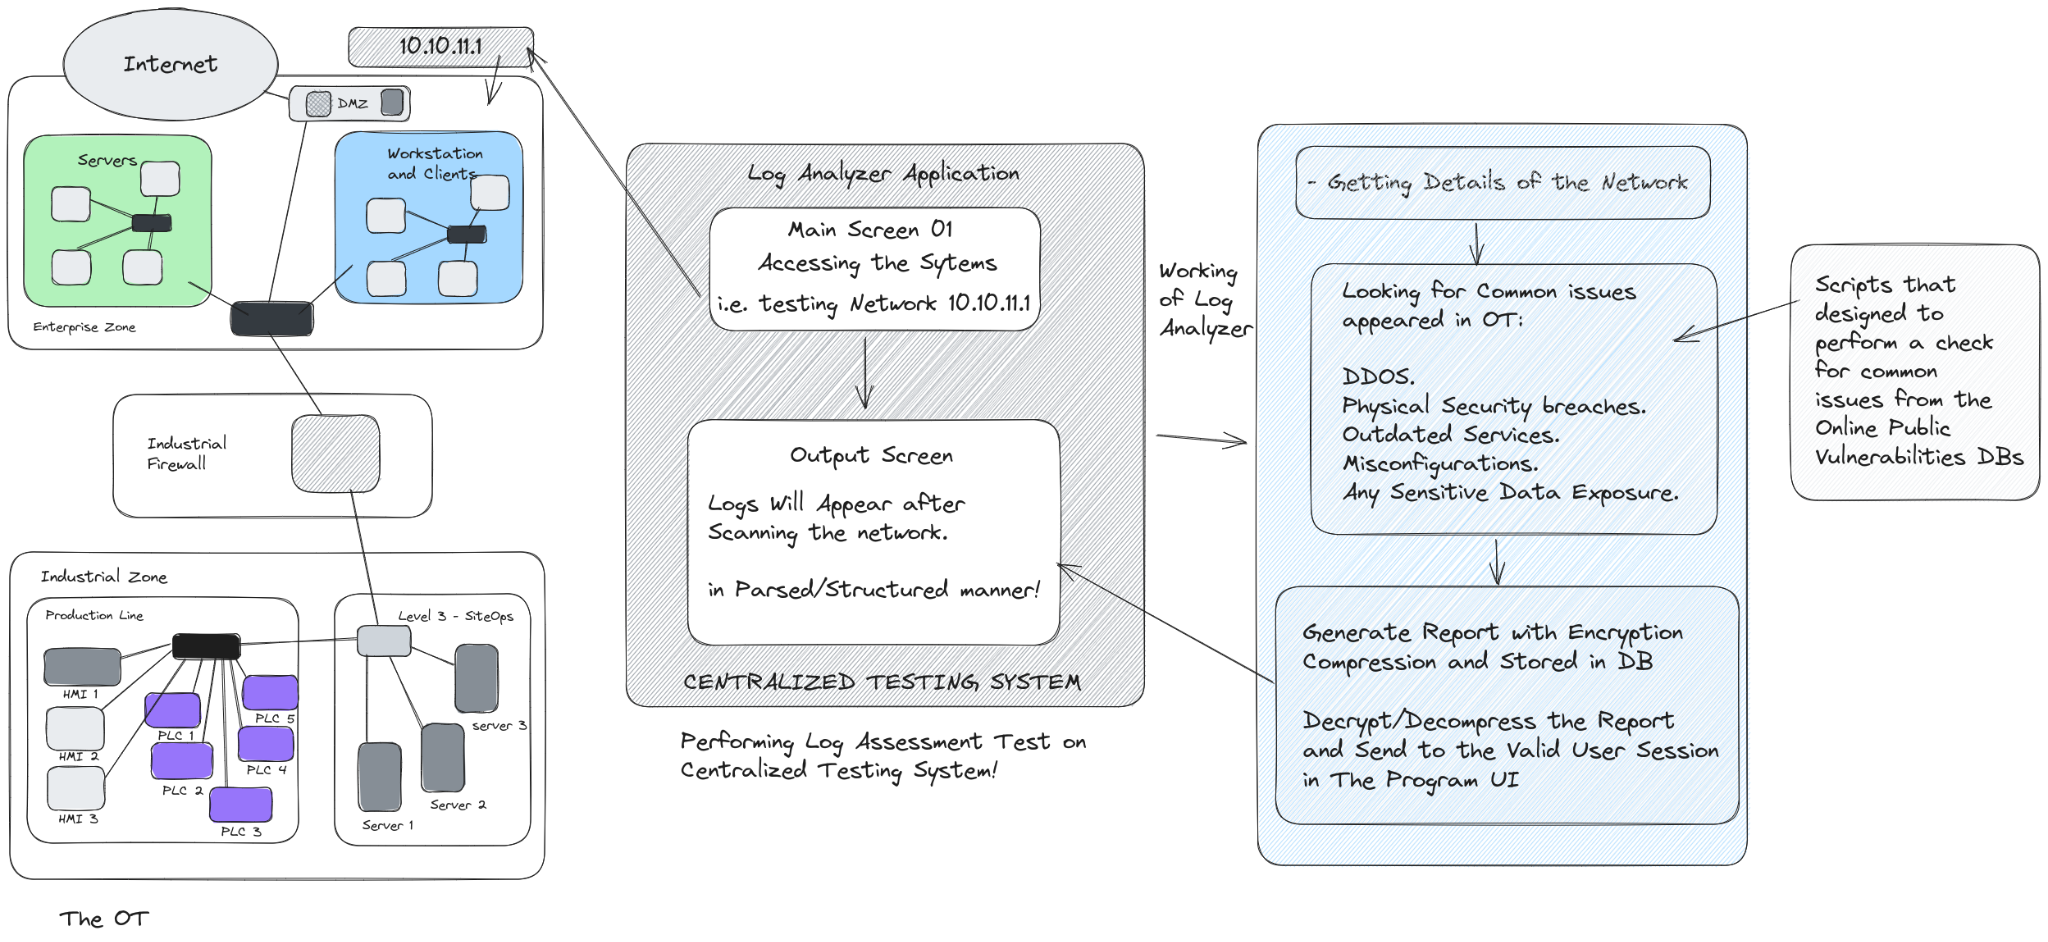 Internet
10.10.11.1
DMZ
Servers
Workstation
and Clients
Enterprise Zone
Industrial
Firewall
Industrial Zone
Production Line
HMI 1
HMI 2
HMI 3
PLC 1
PLC 2
PLC 3
PLC 4
PLC 5
Level 3 - SiteOps
Server 1
Server 2
server 3
The OT
Log Analyzer Application
Main Screen 01
Accessing the Sytems
i.e. testing Network 10.10.11.1
Output Screen
Logs Will Appear after
Scanning the network.
in Parsed/Structured manner!
CENTRALIZED TESTING SYSTEM
Performing Log Assessment Test on
Centralized Testing System!
Working
of Log
Analyzer
- Getting Details of the Network
Looking for Common issues
appeared in OT:
DDOS.
Physical Security breaches.
Outdated Services.
Misconfigurations.
Any Sensitive Data Exposure.
Generate Report with Encryption
Compression and Stored in DB
Decrypt/Decompress the Report
and Send to the Valid User Session
in The Program UI
Scripts that
designed to
perform a check
for common
issues from the
Online Public
Vulnerabilities DBs